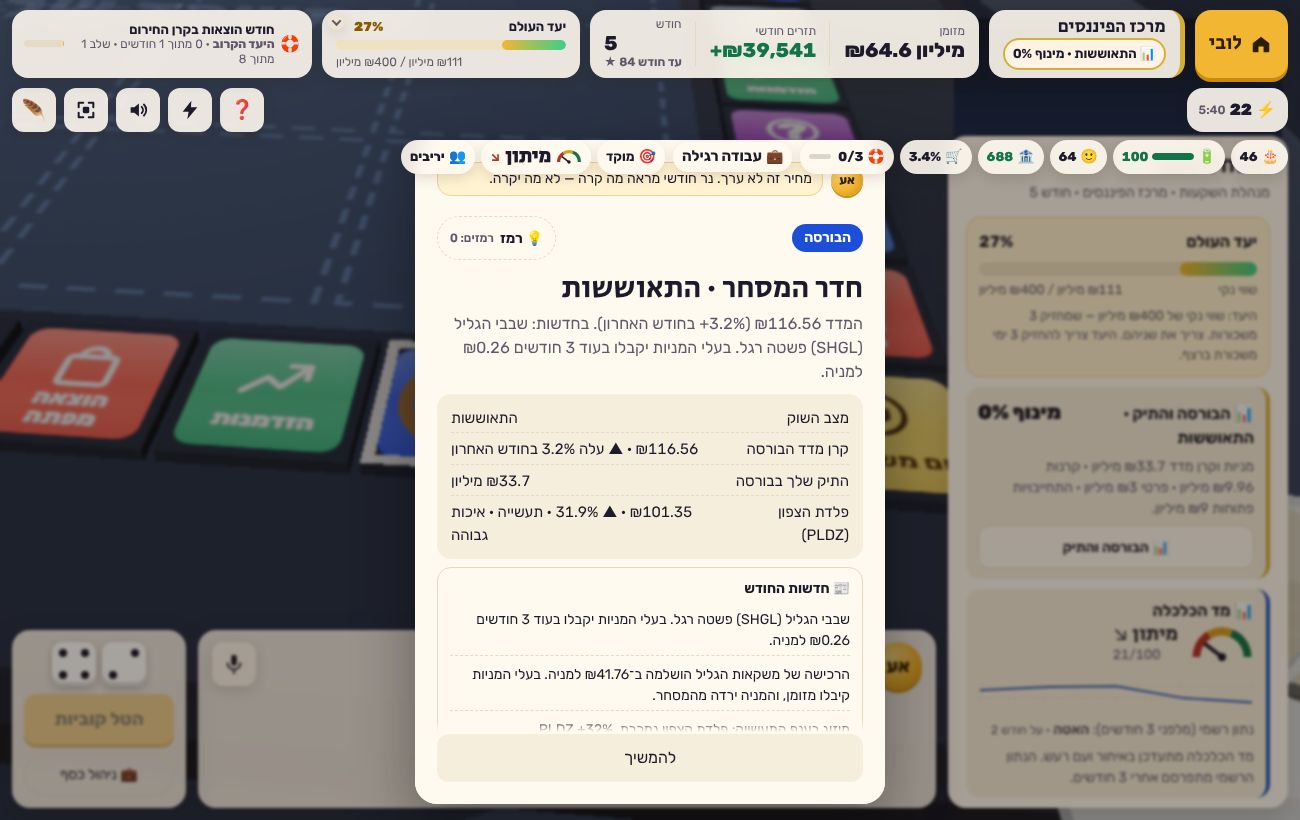 לובי
מרכז הפיננסים
📊 התאוששות · מינוף 0%
מזומן
₪64.6 מיליון
תזרים חודשי
+₪39,541
חודש
5
עד חודש 84 ★
יעד העולם
27%
₪111 מיליון / ₪400 מיליון
חודש הוצאות בקרן החירום
היעד הקרוב · 0 מתוך 1 חודשים · שלב 1
מתוך 8
⚡ 22 5:40
🎂 46
🔋 100
🙂 64
🏦 688
🛒 3.4%
🛟 0/3
💼 עבודה רגילה
🎯 מוקד
מיתון ↘
👥 יריבים
אע
מחיר זה לא ערך. נר חודשי מראה מה קרה — לא מה יקרה.
הבורסה
💡 רמז רמזים: 0
חדר המסחר · התאוששות
המדד ₪116.56 (+3.2% בחודש האחרון). בחדשות: שבבי הגליל
(SHGL) פשטה רגל. בעלי המניות יקבלו בעוד 3 חודשים ₪0.26
למניה.
מצב השוק
התאוששות
קרן מדד הבורסה
₪116.56 · ▲ עלה 3.2% בחודש האחרון
התיק שלך בבורסה
₪33.7 מיליון
פלדת הצפון (PLDZ)
₪101.35 · ▲ 31.9% · תעשייה · איכות גבוהה
📰 חדשות החודש
שבבי הגליל (SHGL) פשטה רגל. בעלי המניות יקבלו בעוד 3 חודשים
₪0.26 למניה.
הרכישה של משקאות הגליל הושלמה ב־₪41.76 למניה. בעלי המניות
קיבלו מזומן, והמניה ירדה מהמסחר.
להמשיך
מנהלת השקעות · מרכז הפיננסים · חודש 5
יעד העולם
27%
שווי נקי
₪111 מיליון / ₪400 מיליון
היעד: שווי נקי של ₪400 מיליון — שמחזיק 3
משכורות. צריך את שניהם. היעד צריך להחזיק 3 ימי
משכורת ברצף.
📊 הבורסה והתיק · התאוששות
מינוף 0%
מניות וקרן מדד ₪33.7 מיליון · קרנות
₪9.96 מיליון · פרטי ₪3 מיליון · התחייבויות
פתוחות ₪9 מיליון.
📊 הבורסה והתיק
📊 מד הכלכלה
מיתון ↘
21/100
נתון רשמי (מלפני 3 חודשים): האטה · על חודש 2
מד הכלכלה מתעדכן באיחור ועם רעש. הנתון
הרשמי מתפרסם אחרי 3 חודשים.
הוצאה
מפתה
הזדמנות
הטל קוביות
💼 ניהול כסף
אע